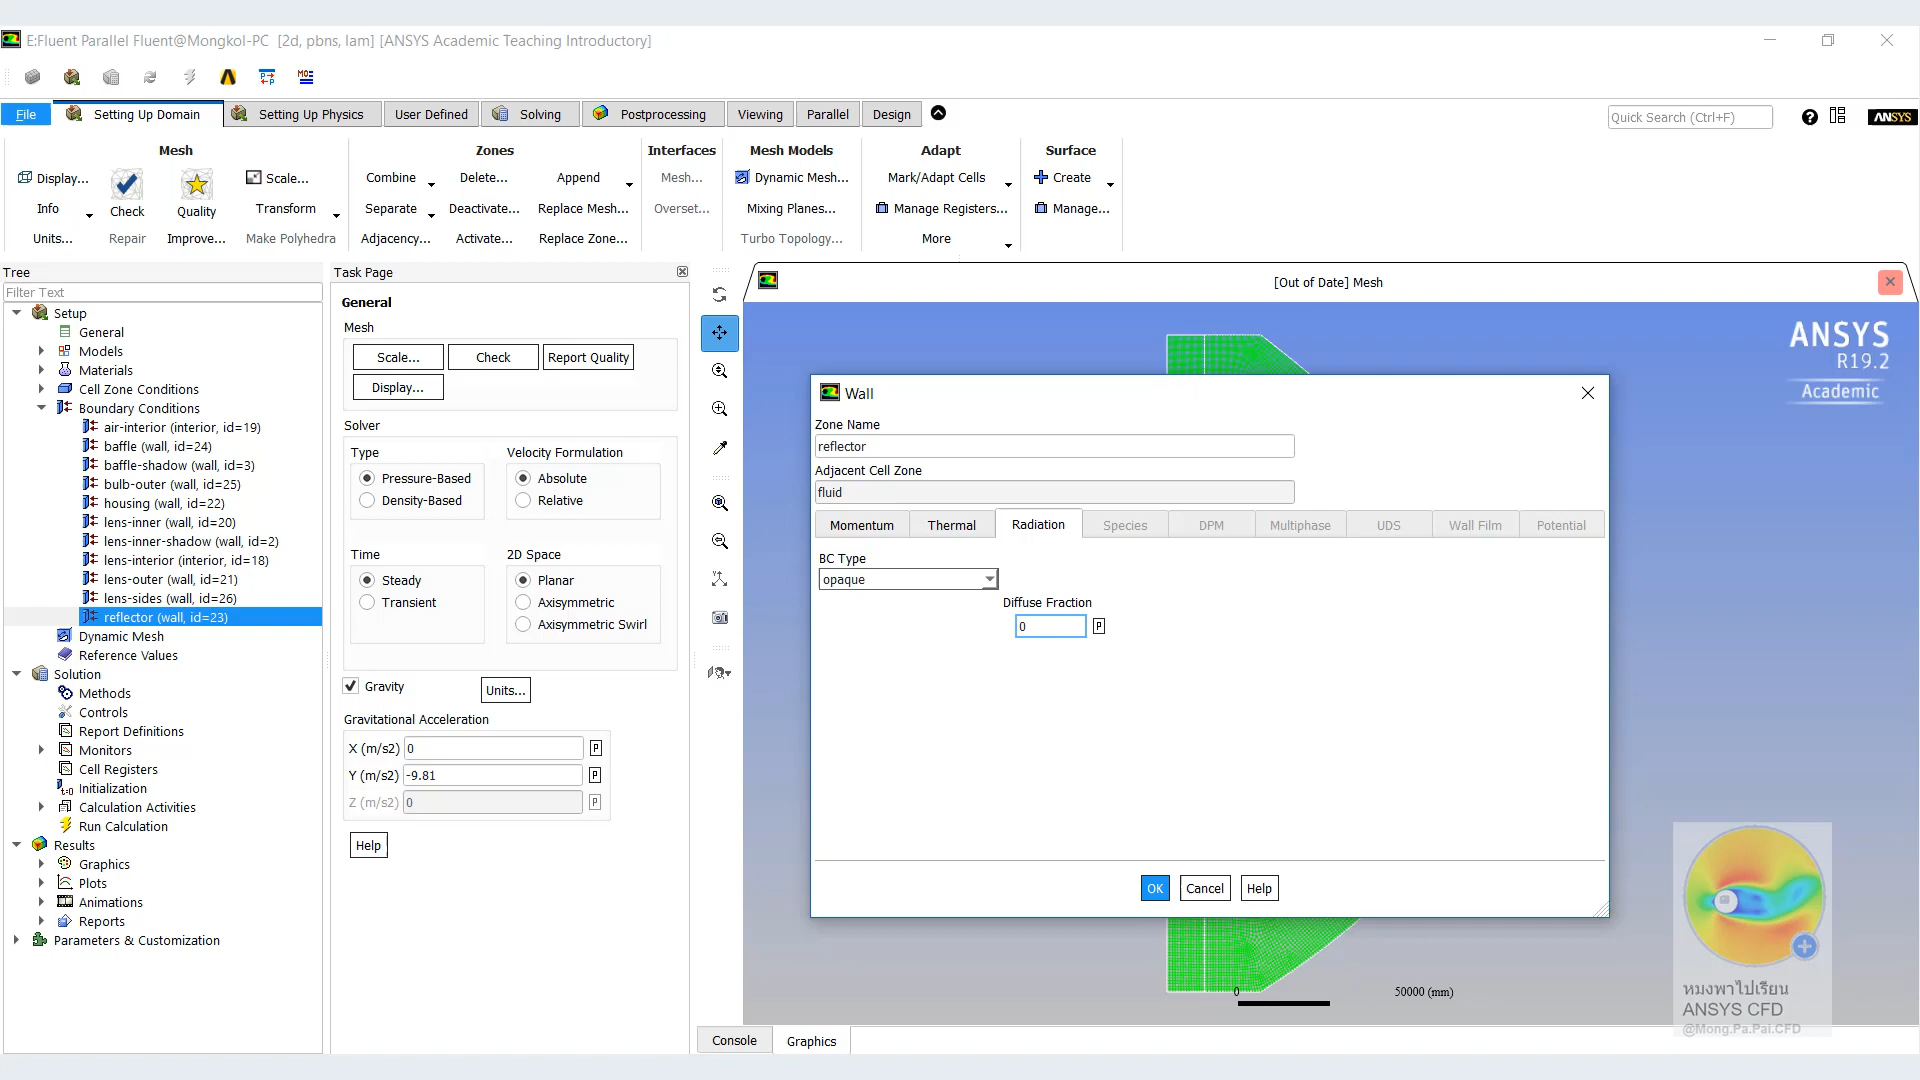 E:Fluent Parallel Fluent@Mongkol-PC [2d, pbns, lam] [ANSYS Academic Teaching Introductory]
File
Setting Up Domain
Setting Up Physics
User Defined
Solving
Postprocessing
Viewing
Parallel
Design
Quick Search (Ctrl+F)
ANSYS
Mesh
Zones
Interfaces
Mesh Models
Adapt
Surface
Display...
Check
Quality
Scale...
Combine
Delete...
Append
Mesh...
Dynamic Mesh...
Mark/Adapt Cells
Create
Info
Transform
Separate
Deactivate...
Replace Mesh...
Overset...
Mixing Planes...
Manage Registers...
Manage...
Units...
Repair
Improve...
Make Polyhedra
Adjacency...
Activate...
Replace Zone...
Turbo Topology...
More
Tree
Filter Text
Setup
General
Models
Materials
Cell Zone Conditions
Boundary Conditions
air-interior (interior, id=19)
baffle (wall, id=24)
baffle-shadow (wall, id=3)
bulb-outer (wall, id=25)
housing (wall, id=22)
lens-inner (wall, id=20)
lens-inner-shadow (wall, id=2)
lens-interior (interior, id=18)
lens-outer (wall, id=21)
lens-sides (wall, id=26)
reflector (wall, id=23)
Dynamic Mesh
Reference Values
Solution
Methods
Controls
Report Definitions
Monitors
Cell Registers
Initialization
Calculation Activities
Run Calculation
Results
Graphics
Plots
Animations
Reports
Parameters & Customization
Task Page
General
Mesh
Scale...
Check
Report Quality
Display...
Solver
Type
Velocity Formulation
Pressure-Based
Absolute
Density-Based
Relative
Time
2D Space
Steady
Planar
Transient
Axisymmetric
Axisymmetric Swirl
Gravity
Units...
Gravitational Acceleration
X (m/s2) 0 P
Y (m/s2) -9.81 P
Z (m/s2) 0 P
Help
[Out of Date] Mesh
ANSYS
R19.2
Academic
Wall
Zone Name
reflector
Adjacent Cell Zone
fluid
Momentum
Thermal
Radiation
Species
DPM
Multiphase
UDS
Wall Film
Potential
BC Type
opaque
Diffuse Fraction
0 P
OK
Cancel
Help
0
50000 (mm)
หมงพาไปเรียน
ANSYS CFD
@Mong.Pa.Pai.CFD
Console
Graphics